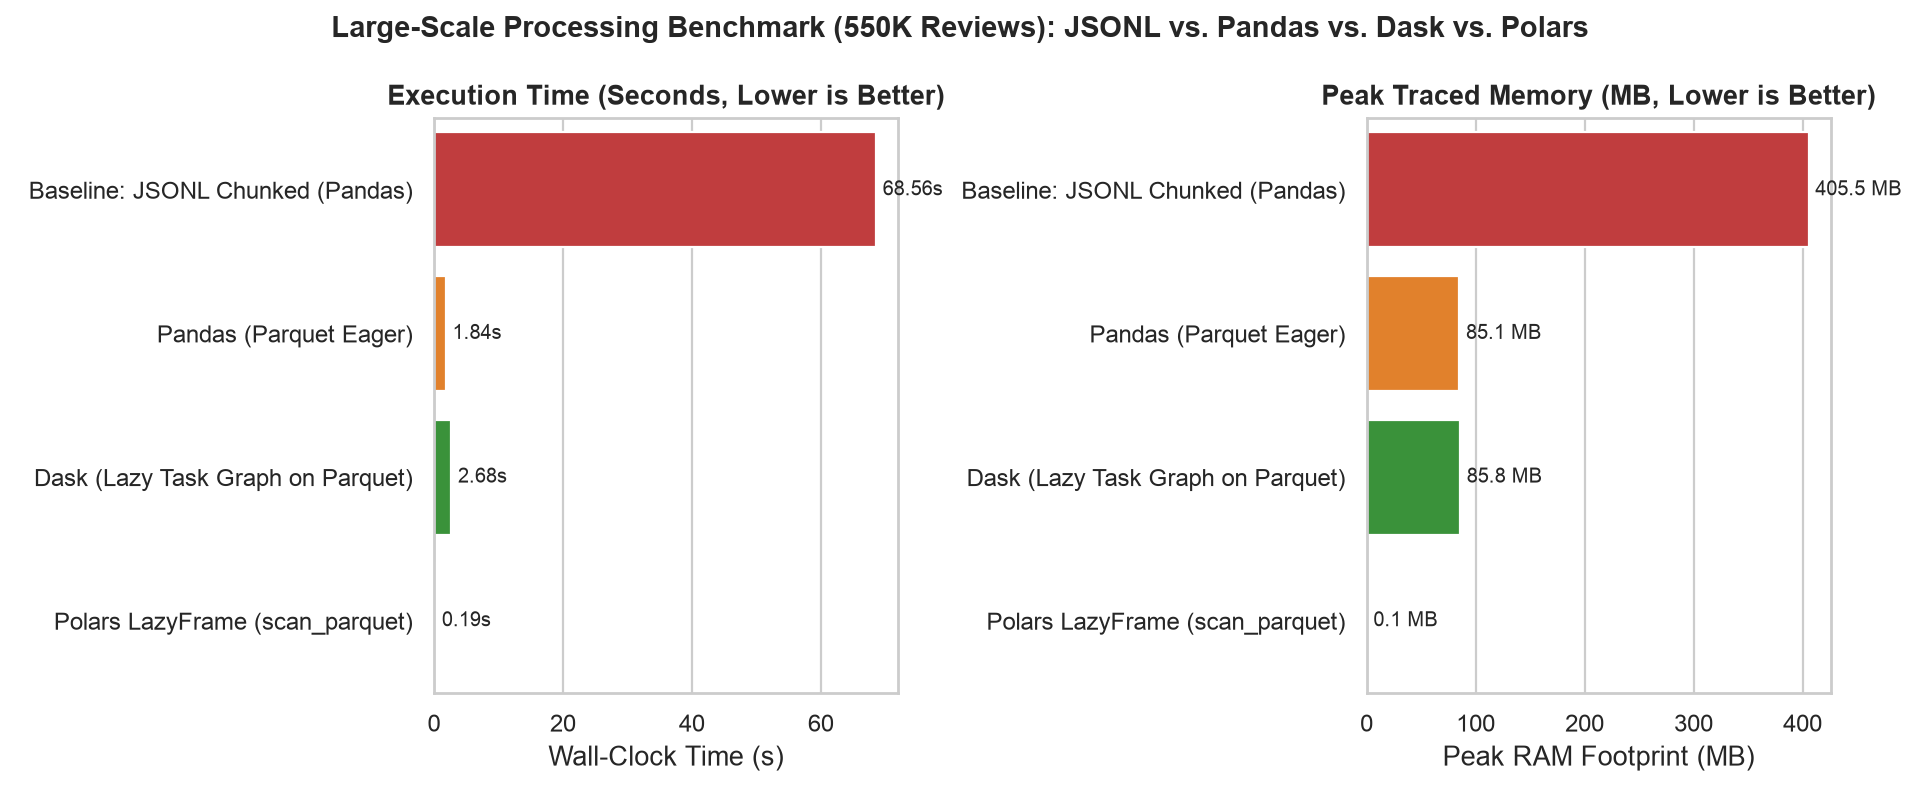 Large-Scale Processing Benchmark (550K Reviews): JSONL vs. Pandas vs. Dask vs. Polars
Execution Time (Seconds, Lower is Better)
Baseline: JSONL Chunked (Pandas)
68.56s
Pandas (Parquet Eager)
1.84s
Dask (Lazy Task Graph on Parquet)
2.68s
Polars LazyFrame (scan_parquet)
0.19s
0 20 40 60
Wall-Clock Time (s)
Peak Traced Memory (MB, Lower is Better)
Baseline: JSONL Chunked (Pandas)
405.5 MB
Pandas (Parquet Eager)
85.1 MB
Dask (Lazy Task Graph on Parquet)
85.8 MB
Polars LazyFrame (scan_parquet)
0.1 MB
0 100 200 300 400
Peak RAM Footprint (MB)